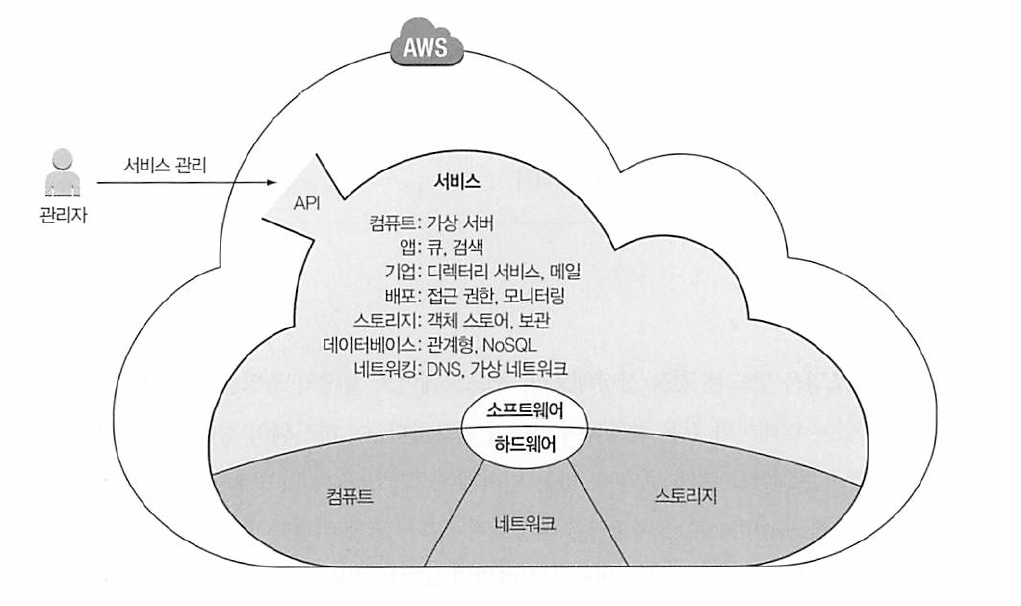 AWS
서비스 관리
관리자
API
서비스
컴퓨트: 가상 서버
앱: 큐, 검색
기업: 디렉터리 서비스, 메일
배포: 접근 권한, 모니터링
스토리지: 객체 스토어, 보관
데이터베이스: 관계형, NoSQL
네트워킹: DNS, 가상 네트워크
소프트웨어
하드웨어
컴퓨트
네트워크
스토리지